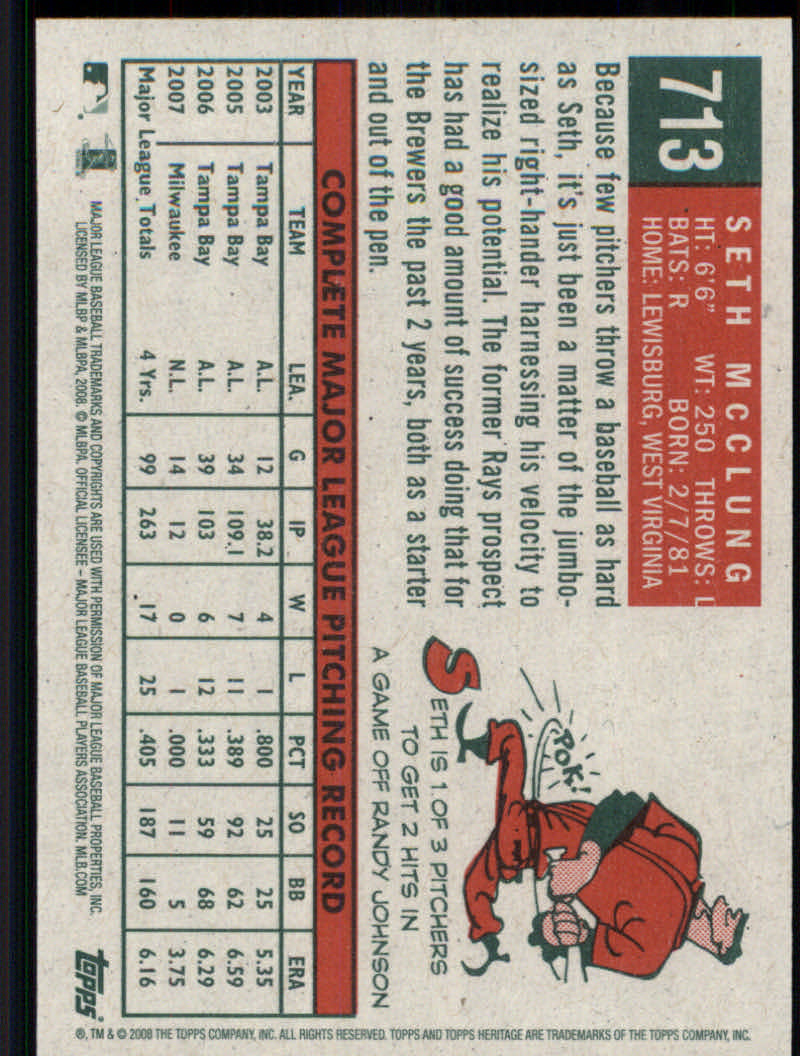 713
SETH McCLUNG
HT: 6'6" WT: 250 THROWS: L
BATS: R BORN: 2/7/81
HOME: LEWISBURG, WEST VIRGINIA
Because few pitchers throw a baseball as hard
as Seth, it's just been a matter of the jumbo-
sized right-hander harnessing his velocity to
realize his potential. The former Rays prospect
has had a good amount of success doing that for
the Brewers the past 2 years, both as a starter
and out of the pen.
POK!
SETH IS 1 OF 3 PITCHERS
TO GET 2 HITS IN
A GAME OFF RANDY JOHNSON
COMPLETE MAJOR LEAGUE PITCHING RECORD
YEAR TEAM LEA. G IP W L PCT SO BB ERA
2003 Tampa Bay A.L. 12 38.2 4 1 .800 25 25 5.35
2005 Tampa Bay A.L. 34 109.1 7 11 .389 92 62 6.59
2006 Tampa Bay A.L. 39 103 6 12 .333 59 68 6.29
2007 Milwaukee N.L. 14 12 0 1 .000 11 5 3.75
Major League Totals 4 Yrs. 99 263 17 25 .405 187 160 6.16
MAJOR LEAGUE BASEBALL TRADEMARKS AND COPYRIGHTS ARE USED WITH PERMISSION OF MAJOR LEAGUE BASEBALL PROPERTIES, INC.
LICENSED BY MLBP & MLBPA, 2008. © MLBPA. OFFICIAL LICENSEE – MAJOR LEAGUE BASEBALL PLAYERS ASSOCIATION. MLB.COM
topps®
®, TM & © 2008 THE TOPPS COMPANY, INC. ALL RIGHTS RESERVED. TOPPS AND TOPPS HERITAGE ARE TRADEMARKS OF THE TOPPS COMPANY, INC.